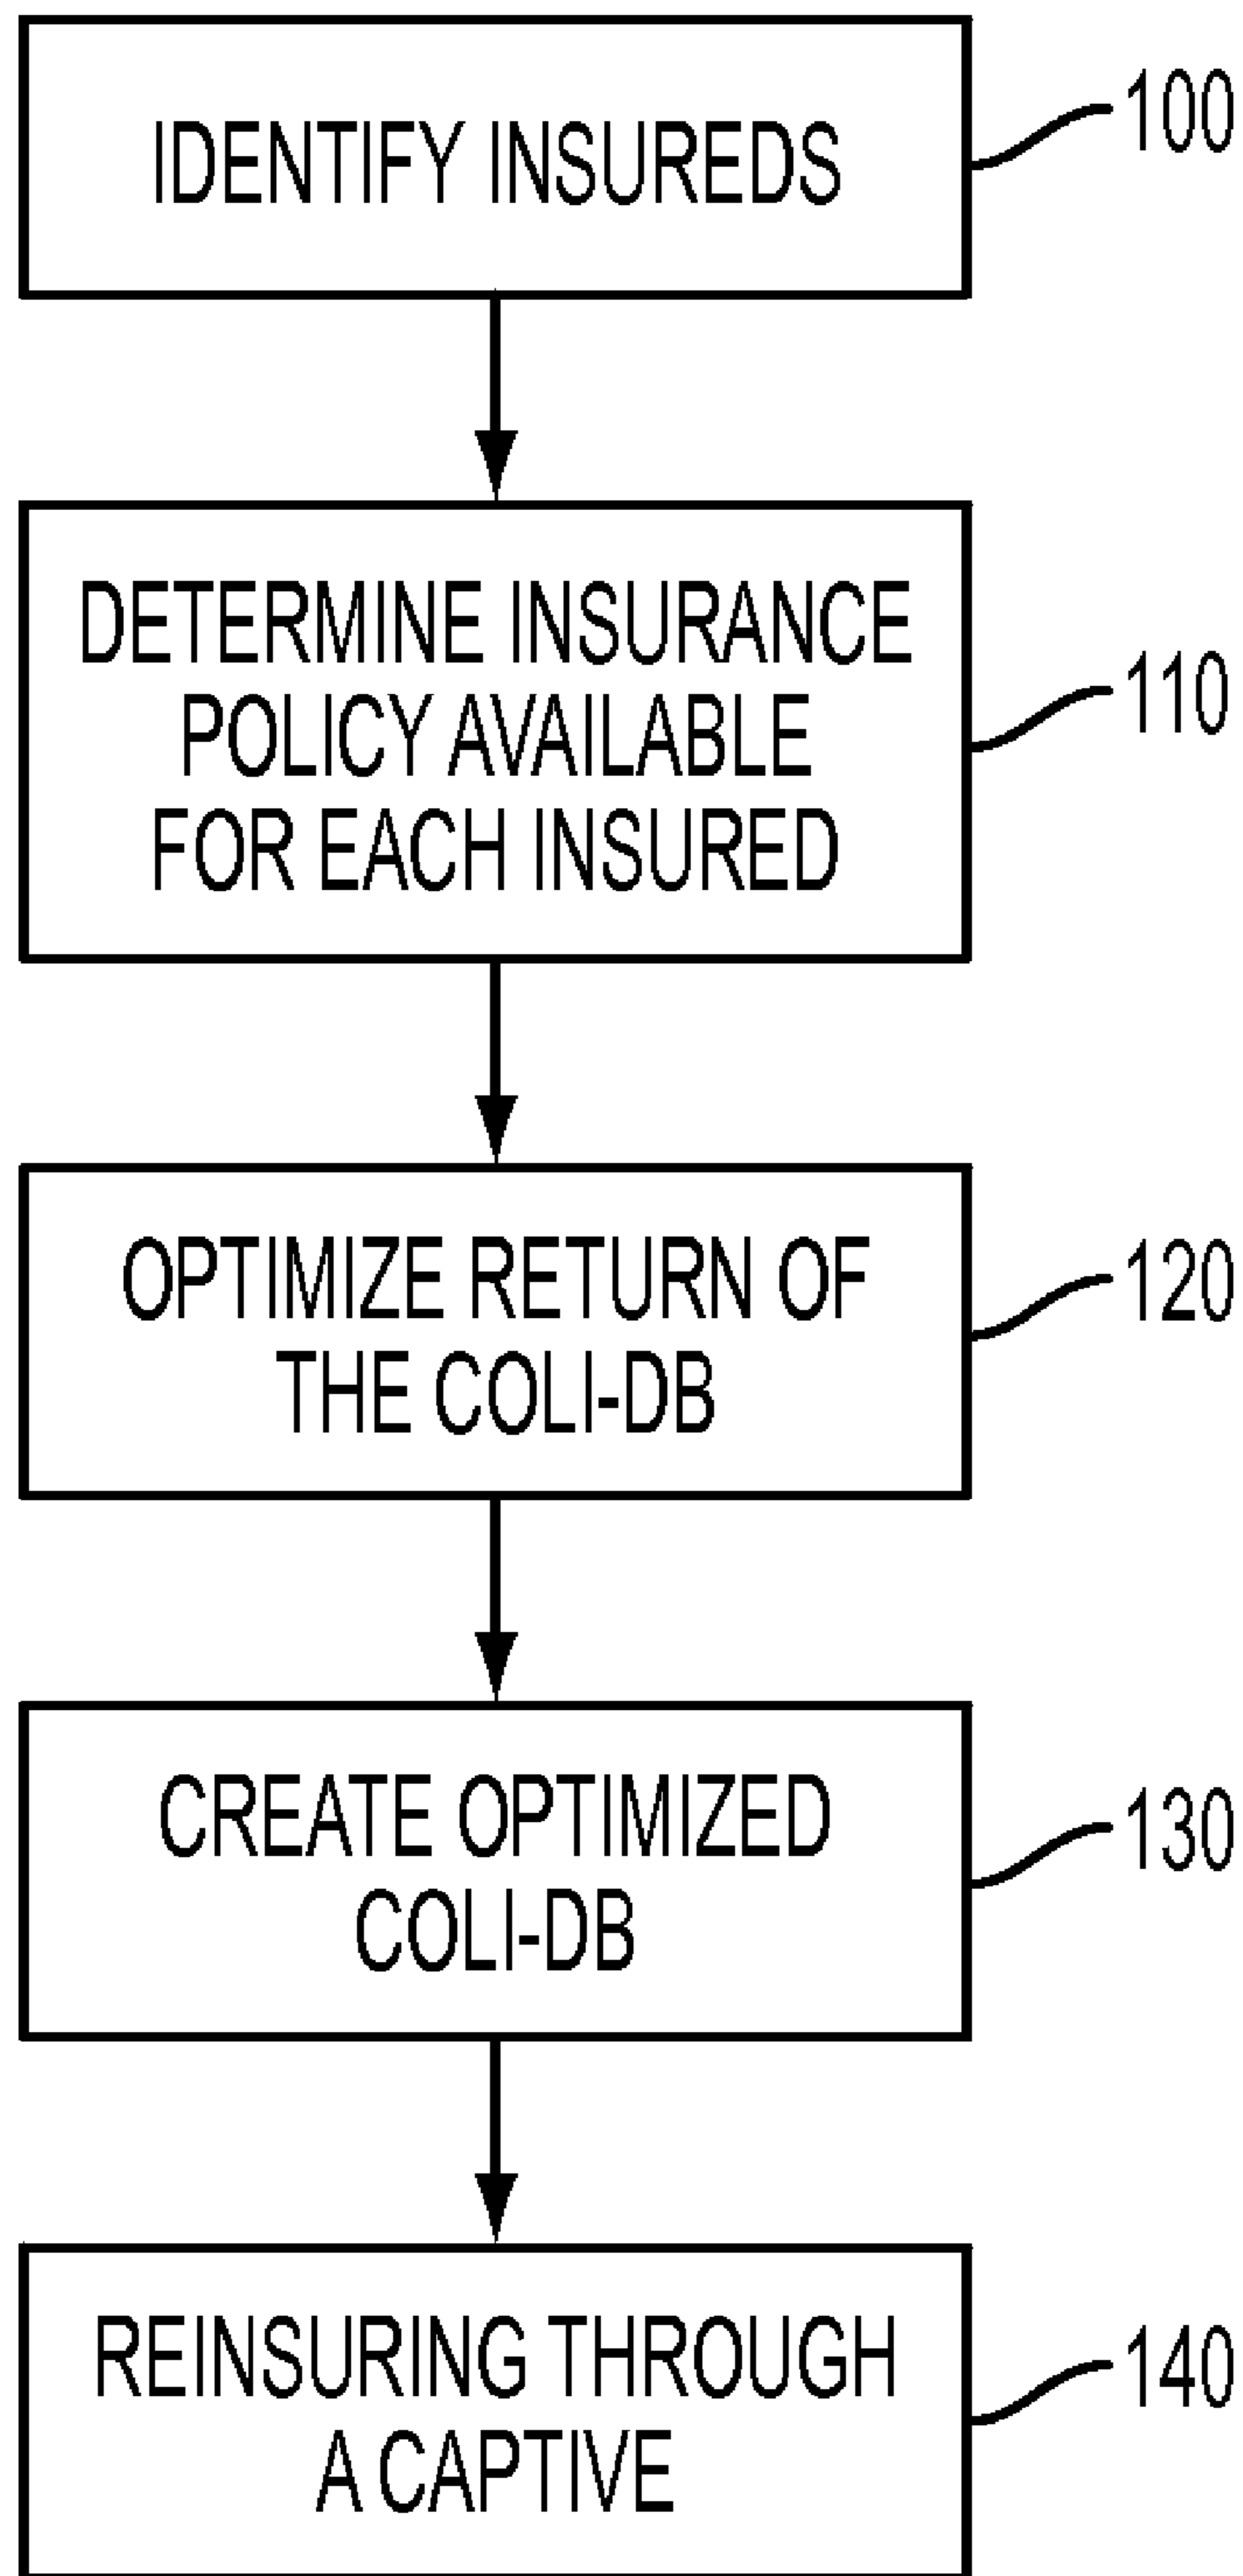 IDENTIFY INSUREDS
100
DETERMINE INSURANCE
POLICY AVAILABLE
FOR EACH INSURED
110
OPTIMIZE RETURN OF
THE COLI-DB
120
CREATE OPTIMIZED
COLI-DB
130
REINSURING THROUGH
A CAPTIVE
140